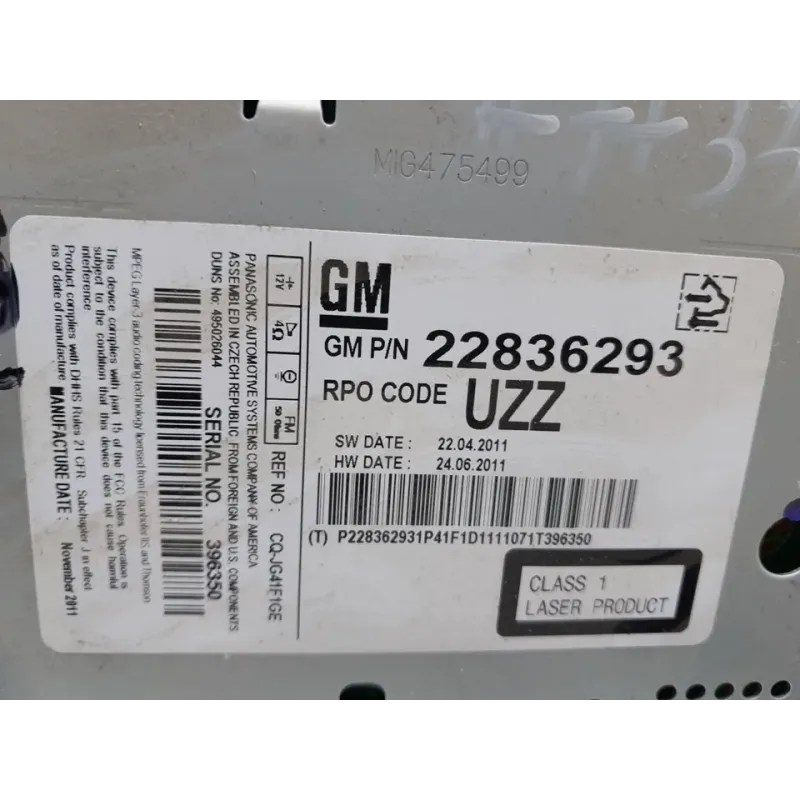 MIG475499
GM
GM P/N 22836293
RPO CODE UZZ
SW DATE : 22.04.2011
HW DATE : 24.06.2011
(T) P228362931P41F1D1111071T396350
CLASS 1
LASER PRODUCT
12V
4Ω
FM
50 Ohms
REF NO : CQ-JG41F1GE
PANASONIC AUTOMOTIVE SYSTEMS COMPANY OF AMERICA
ASSEMBLED IN CZECH REPUBLIC, FROM FOREIGN AND U.S. COMPONENTS
DUNS No: 495026044
SERIAL NO. 396350
MPEG Layer-3 audio coding technology licensed from Fraunhofer IIS and Thomson
This device complies with part 15 of the FCC Rules. Operation is
subject to the condition that this device does not cause harmful
interference
Product complies with DHHS Rules 21 CFR Subchapter J in effect
as of date of manufacture
MANUFACTURE DATE: November 2011